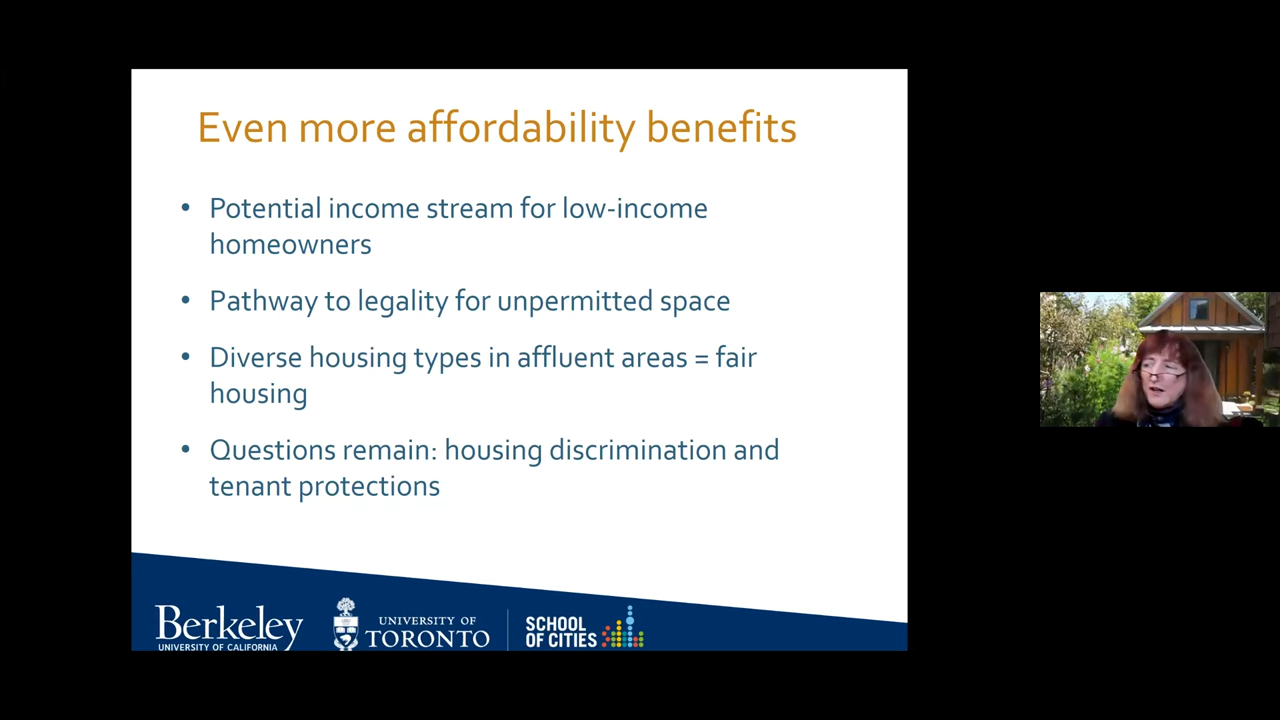 Even more affordability benefits
• Potential income stream for low-income
homeowners
• Pathway to legality for unpermitted space
• Diverse housing types in affluent areas = fair
housing
• Questions remain: housing discrimination and
tenant protections
Berkeley
UNIVERSITY OF CALIFORNIA
UNIVERSITY OF
TORONTO
SCHOOL
OF CITIES